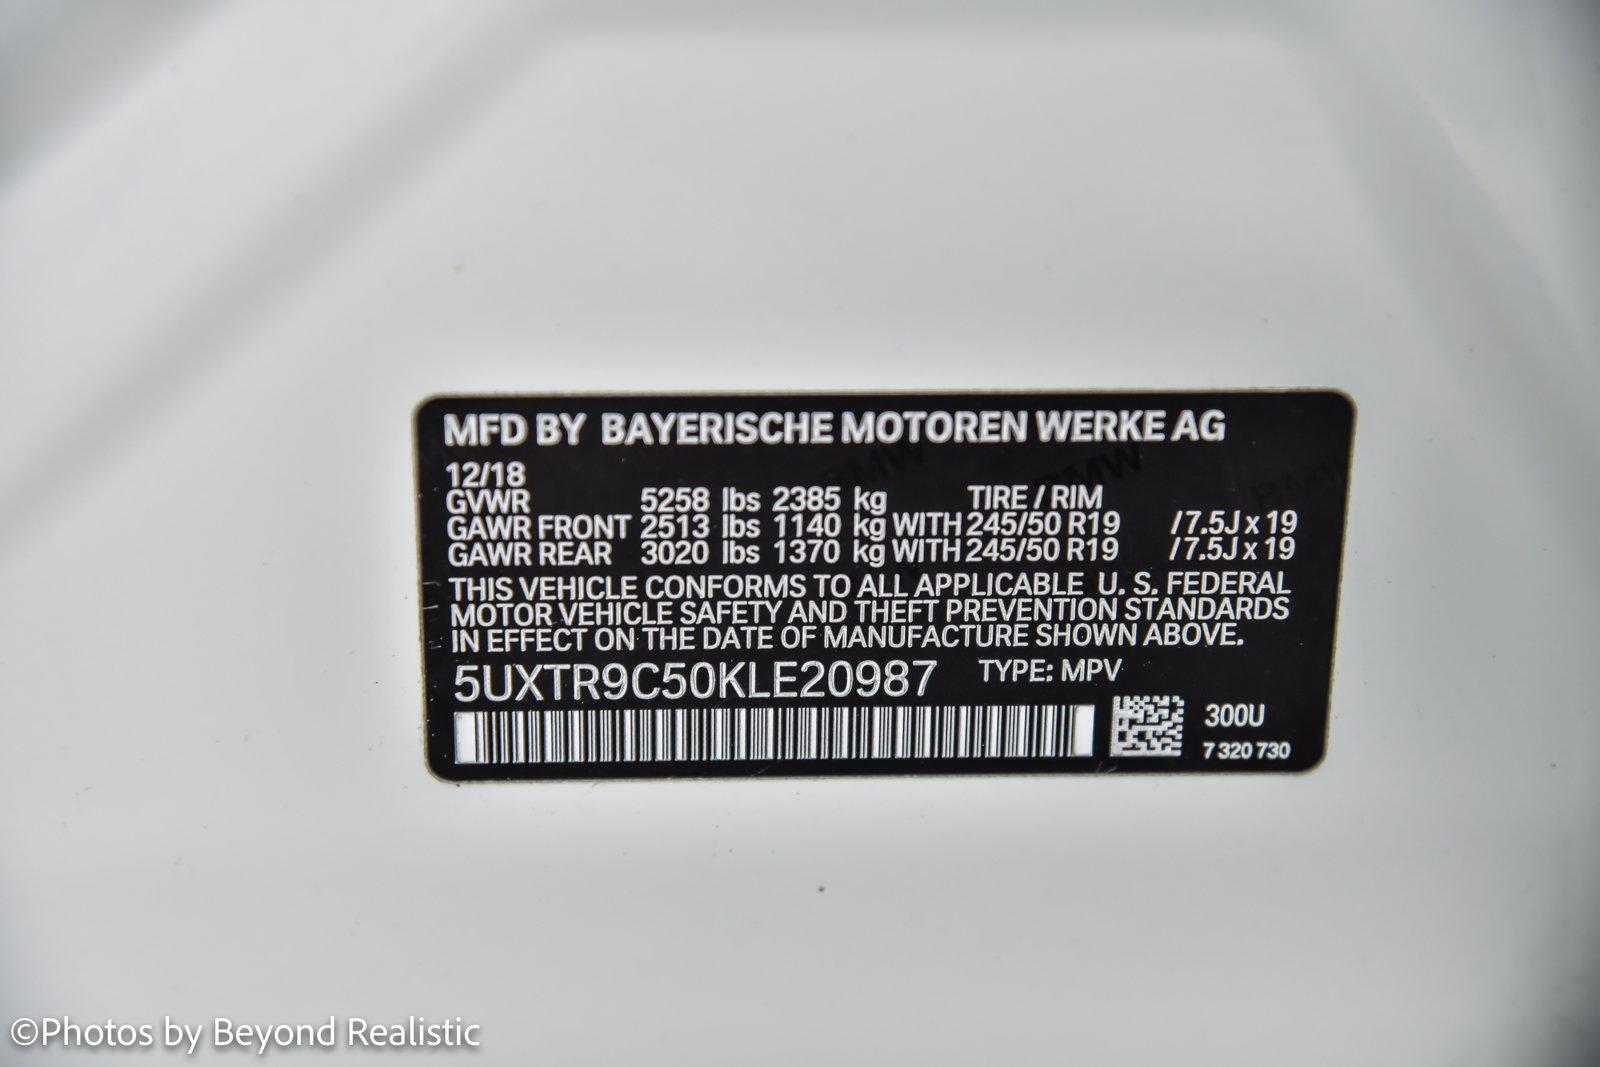 MFD BY BAYERISCHE MOTOREN WERKE AG
12/18
GVWR 5258 lbs 2385 kg TIRE / RIM
GAWR FRONT 2513 lbs 1140 kg WITH 245/50 R19 / 7.5J x 19
GAWR REAR 3020 lbs 1370 kg WITH 245/50 R19 / 7.5J x 19
THIS VEHICLE CONFORMS TO ALL APPLICABLE U. S. FEDERAL
MOTOR VEHICLE SAFETY AND THEFT PREVENTION STANDARDS
IN EFFECT ON THE DATE OF MANUFACTURE SHOWN ABOVE.
5UXTR9C50KLE20987 TYPE: MPV
300U
7 320 730
©Photos by Beyond Realistic